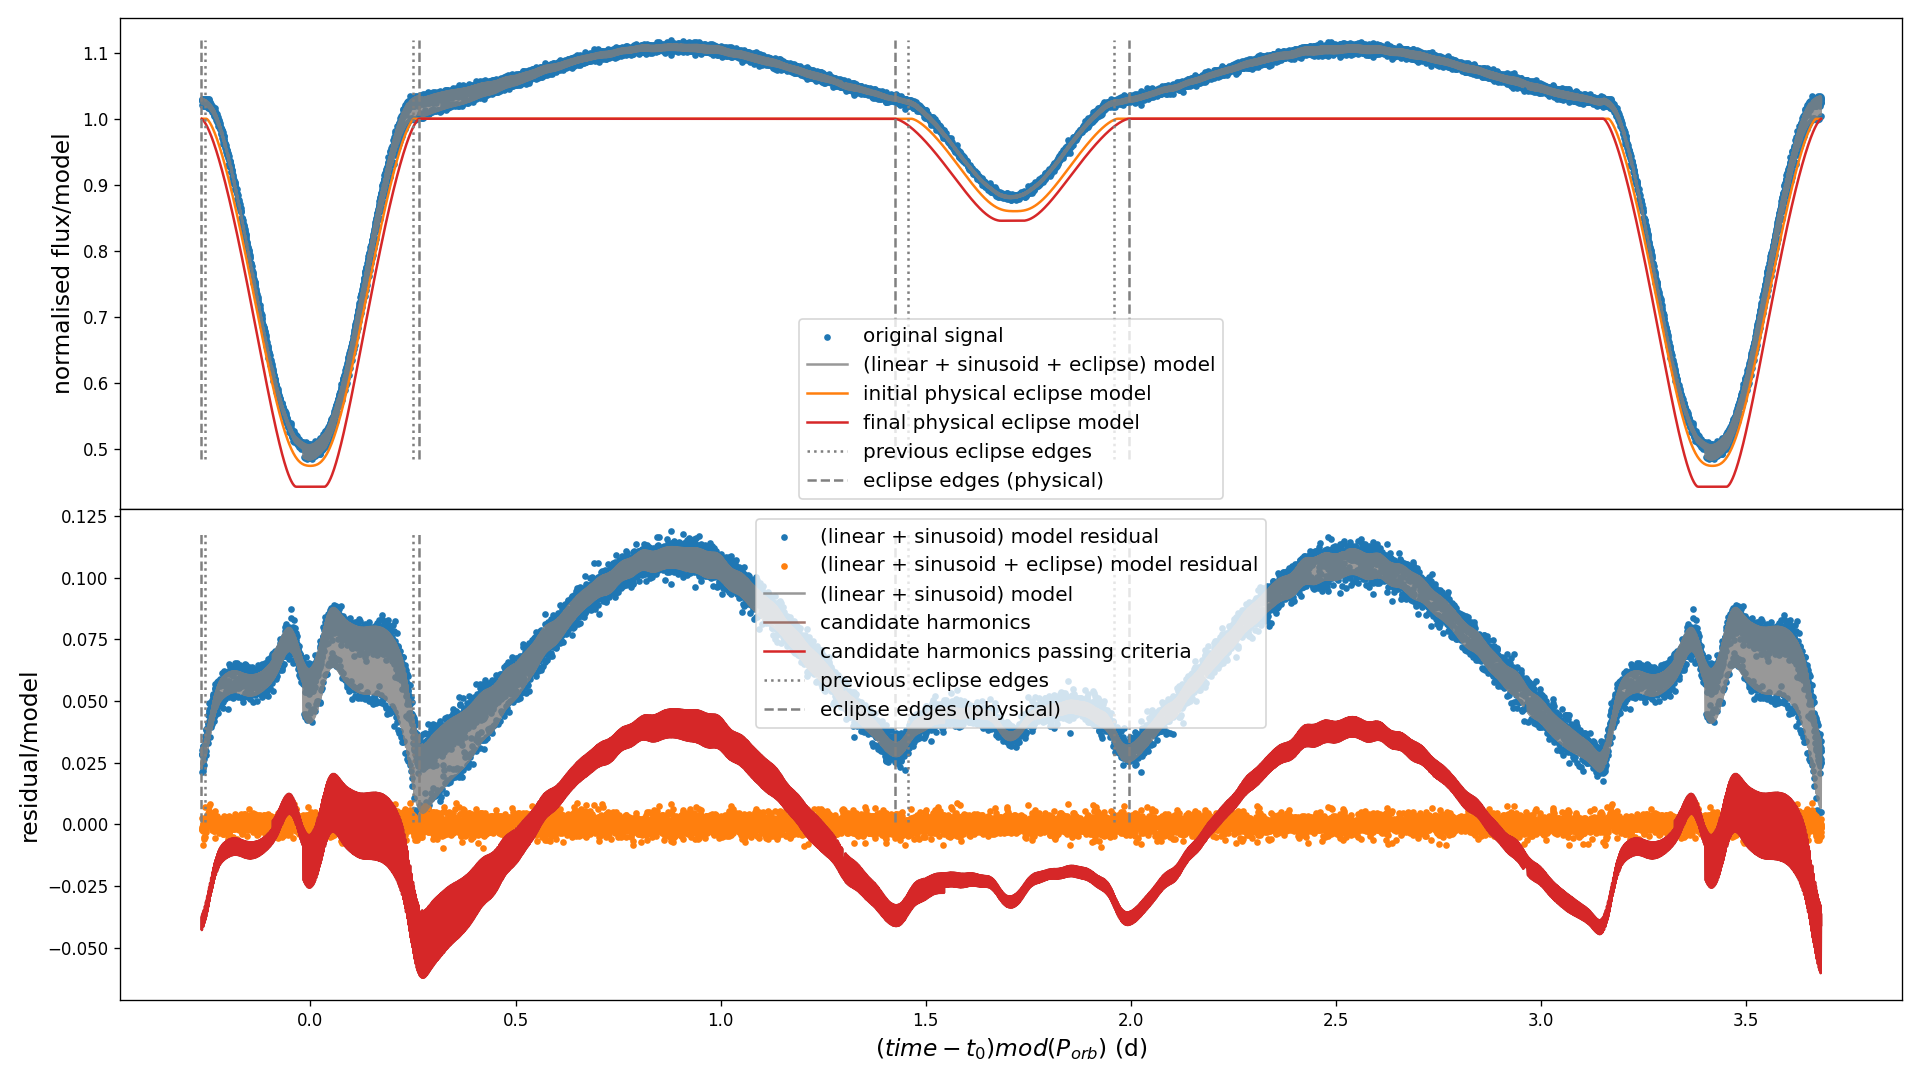 normalised flux/model
1.1
1.0
0.9
0.8
0.7
0.6
0.5
original signal
(linear + sinusoid + eclipse) model
initial physical eclipse model
final physical eclipse model
previous eclipse edges
eclipse edges (physical)
residual/model
0.125
0.100
0.075
0.050
0.025
0.000
−0.025
−0.050
(linear + sinusoid) model residual
(linear + sinusoid + eclipse) model residual
(linear + sinusoid) model
candidate harmonics
candidate harmonics passing criteria
previous eclipse edges
eclipse edges (physical)
0.0 0.5 1.0 1.5 2.0 2.5 3.0 3.5
(time − t₀)mod(Pₒᵣb) (d)